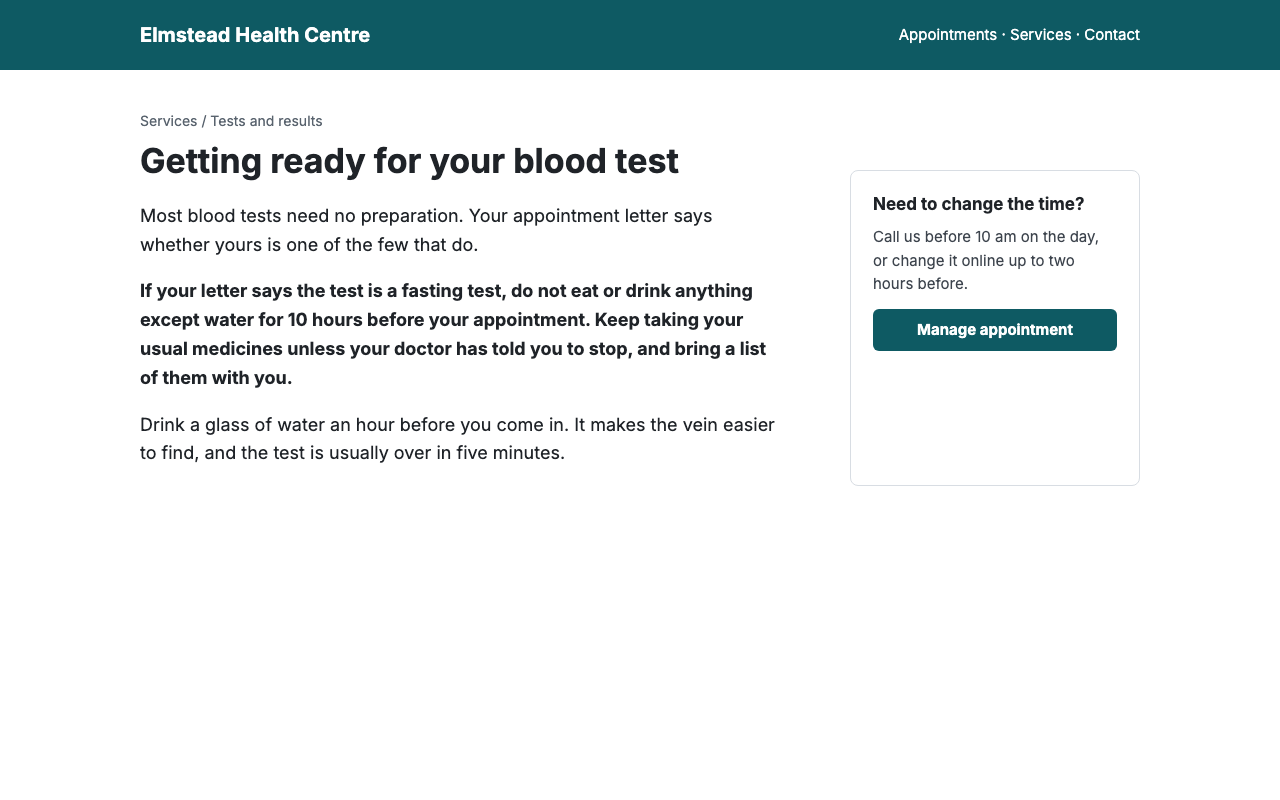 Elmstead Health Centre
Appointments · Services · Contact
Services / Tests and results
Getting ready for your blood test
Most blood tests need no preparation. Your appointment letter says
whether yours is one of the few that do.
If your letter says the test is a fasting test, do not eat or drink anything
except water for 10 hours before your appointment. Keep taking your
usual medicines unless your doctor has told you to stop, and bring a list
of them with you.
Drink a glass of water an hour before you come in. It makes the vein easier
to find, and the test is usually over in five minutes.
Need to change the time?
Call us before 10 am on the day,
or change it online up to two
hours before.
Manage appointment